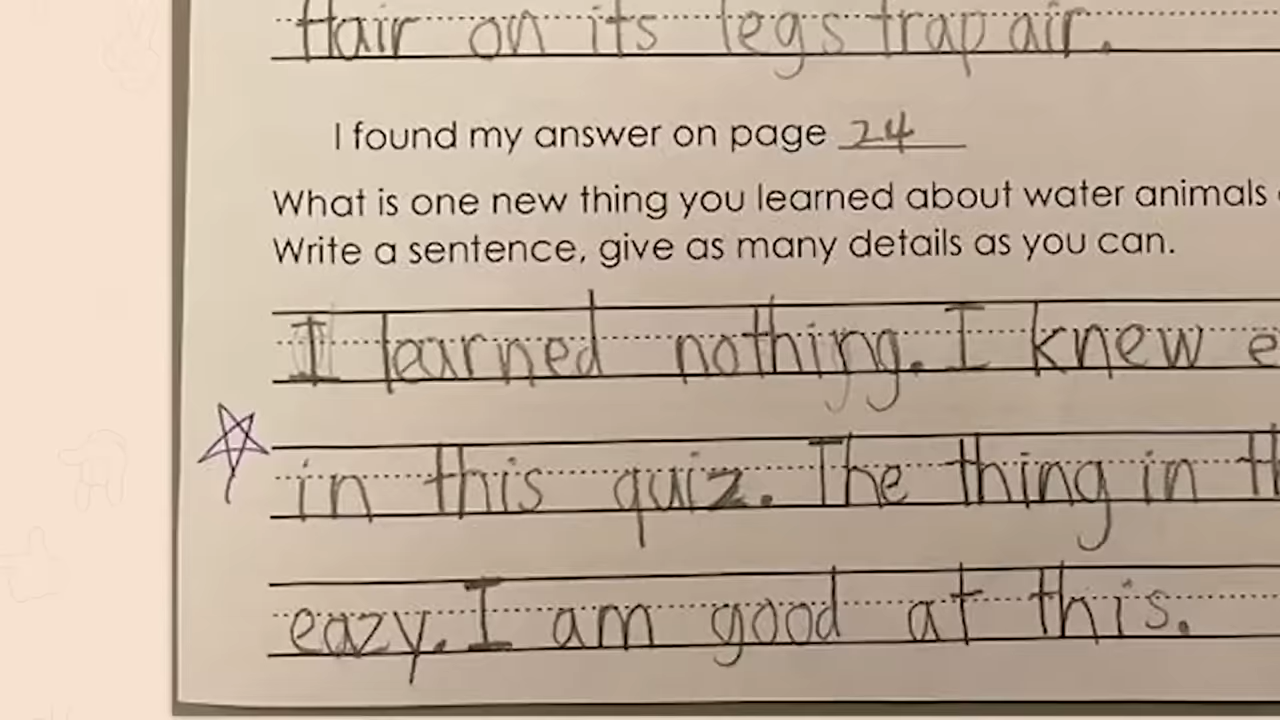 Hair on its legs trap air.
I found my answer on page 24
What is one new thing you learned about water animals
Write a sentence, give as many details as you can.
I learned nothing. I knew
in this quiz. The thing in
eazy. I am good at this.